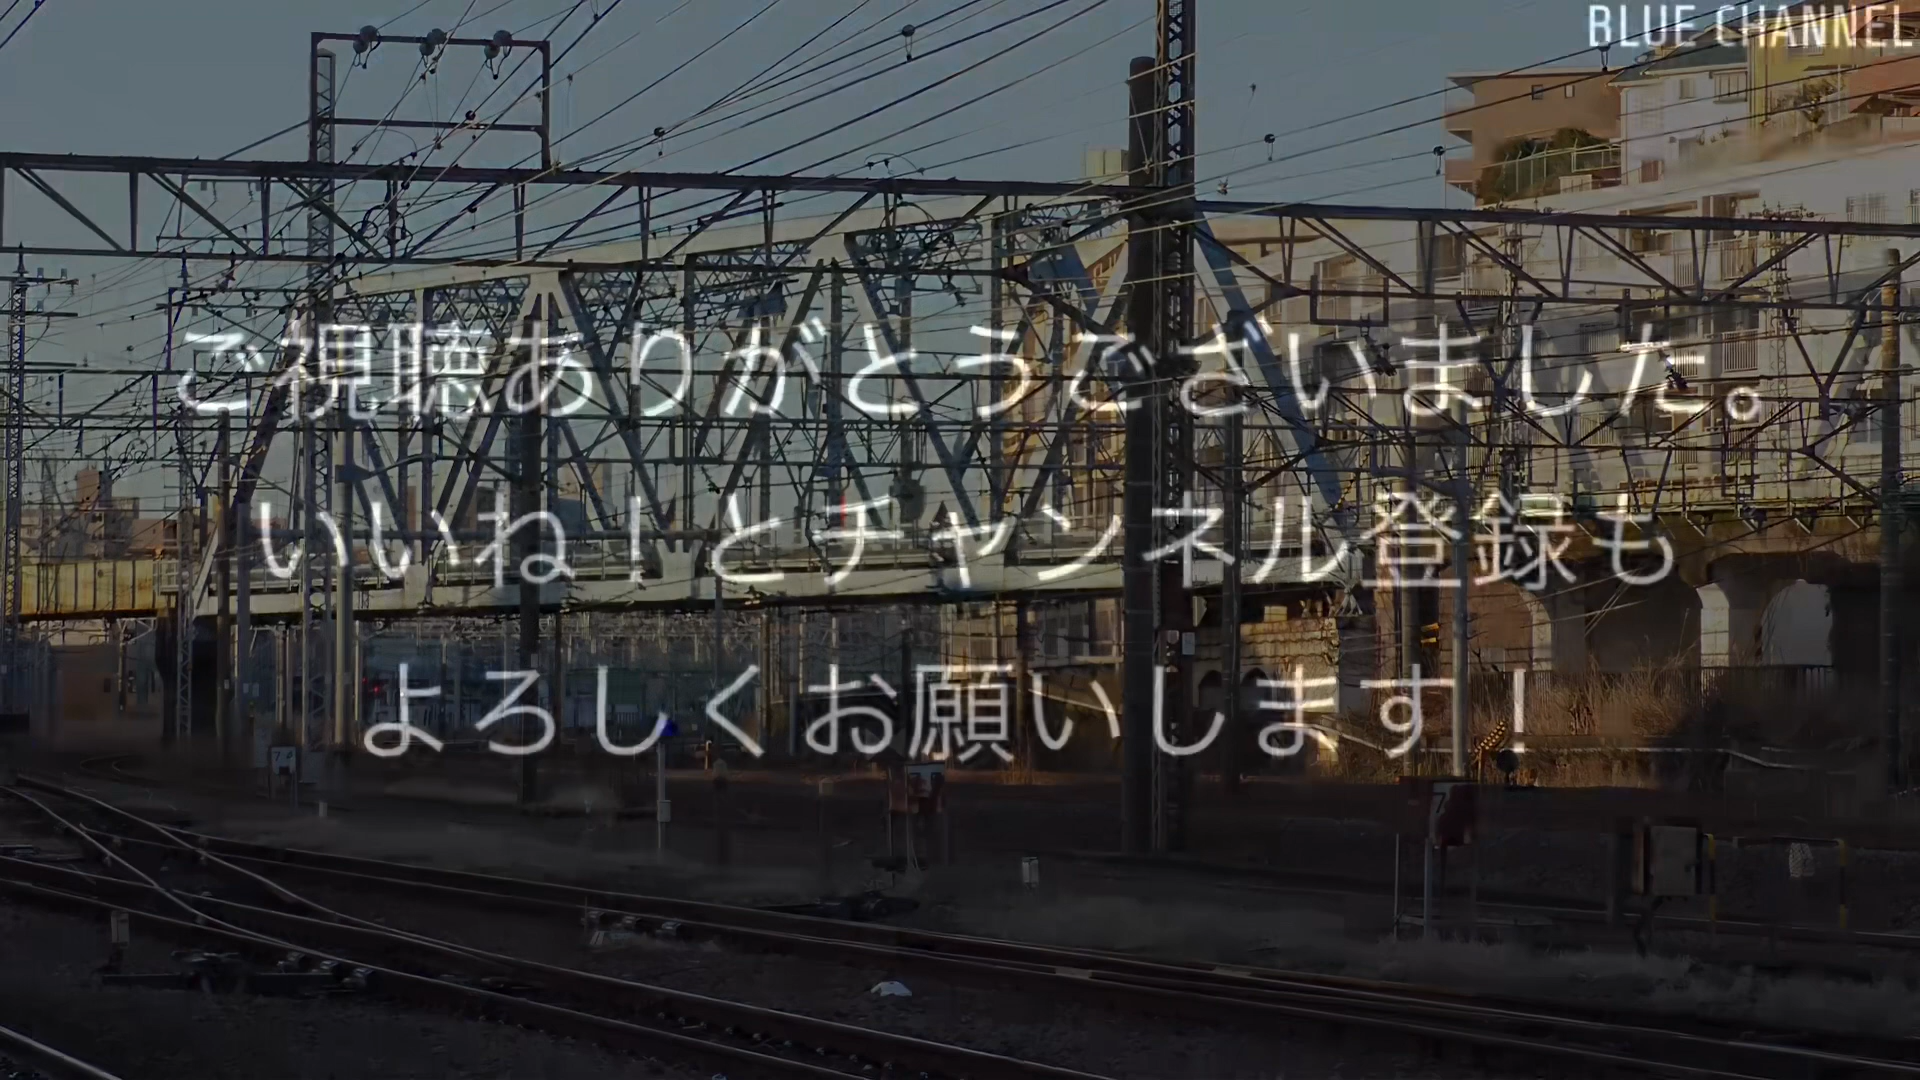 BLUE CHANNEL
ご視聴ありがとうございました。
いいね！とチャンネル登録も
よろしくお願いします！